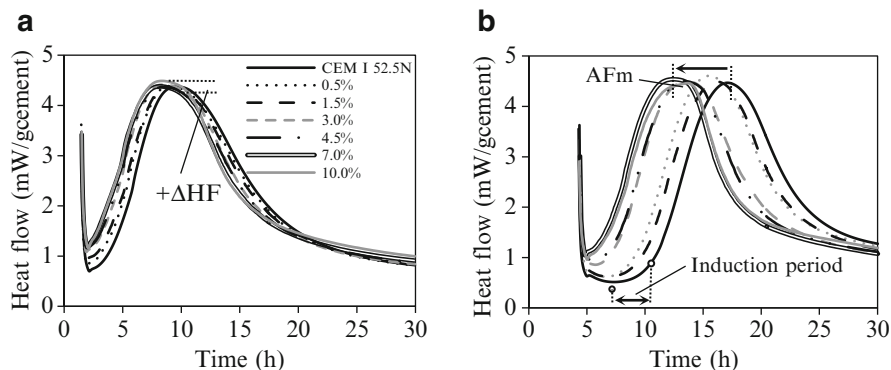 a
Heat flow (mW/gcement)
5
4
3
2
1
0
0 5 10 15 20 25 30
Time (h)
CEM I 52.5N
0.5%
1.5%
3.0%
4.5%
7.0%
10.0%
+ΔHF
b
Heat flow (mW/gcement)
5
4
3
2
1
0
0 5 10 15 20 25 30
Time (h)
AFm
Induction period